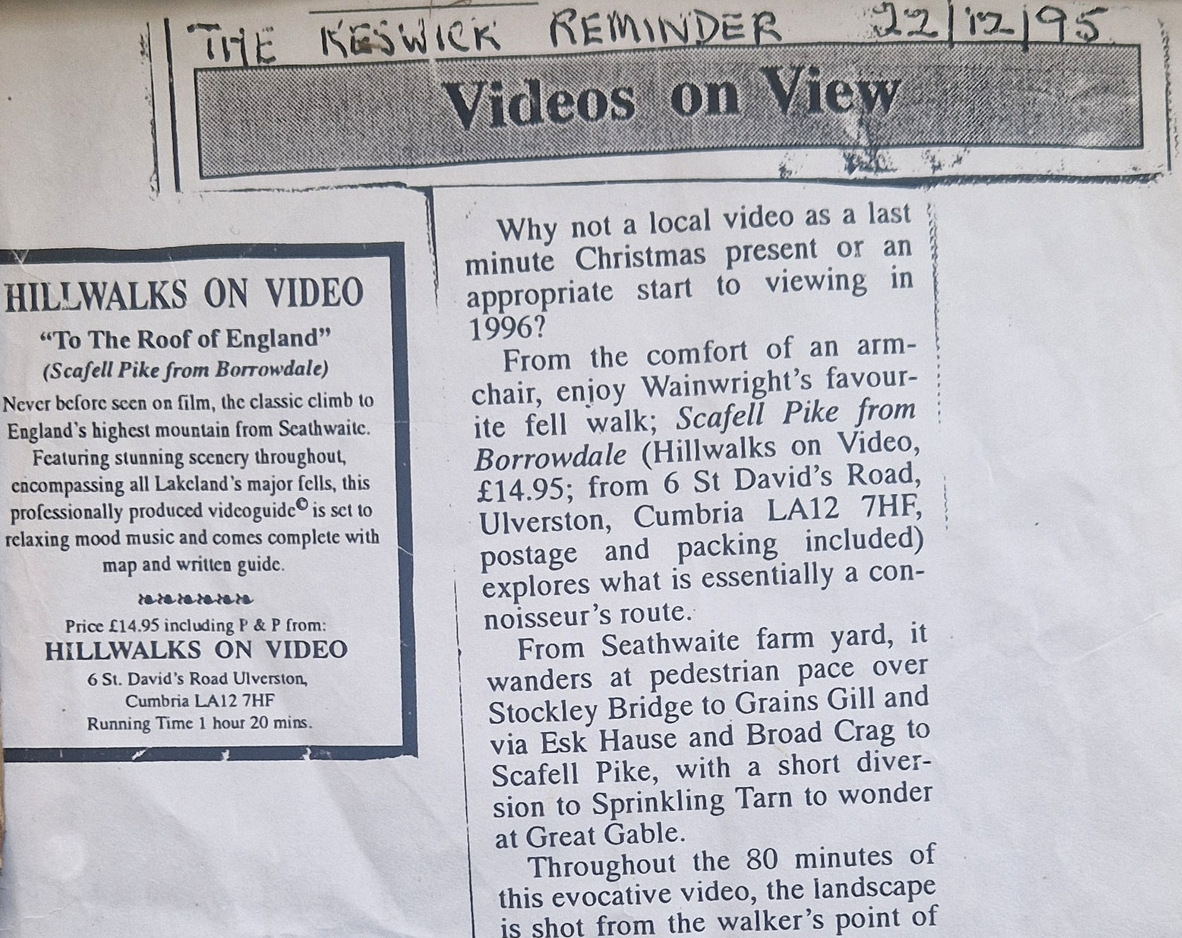 THE KESWICK REMINDER 22/12/95
Videos on View
HILLWALKS ON VIDEO
“To The Roof of England”
(Scafell Pike from Borrowdale)
Never before seen on film, the classic climb to
England’s highest mountain from Seathwaite.
Featuring stunning scenery throughout,
encompassing all Lakeland’s major fells, this
professionally produced videoguide© is set to
relaxing mood music and comes complete with
map and written guide.
Price £14.95 including P & P from:
HILLWALKS ON VIDEO
6 St. David’s Road Ulverston,
Cumbria LA12 7HF
Running Time 1 hour 20 mins.
Why not a local video as a last
minute Christmas present or an
appropriate start to viewing in
1996?
From the comfort of an arm-
chair, enjoy Wainwright’s favour-
ite fell walk; Scafell Pike from
Borrowdale (Hillwalks on Video,
£14.95; from 6 St David’s Road,
Ulverston, Cumbria LA12 7HF,
postage and packing included)
explores what is essentially a con-
noisseur’s route.
From Seathwaite farm yard, it
wanders at pedestrian pace over
Stockley Bridge to Grains Gill and
via Esk Hause and Broad Crag to
Scafell Pike, with a short diver-
sion to Sprinkling Tarn to wonder
at Great Gable.
Throughout the 80 minutes of
this evocative video, the landscape
is shot from the walker’s point of